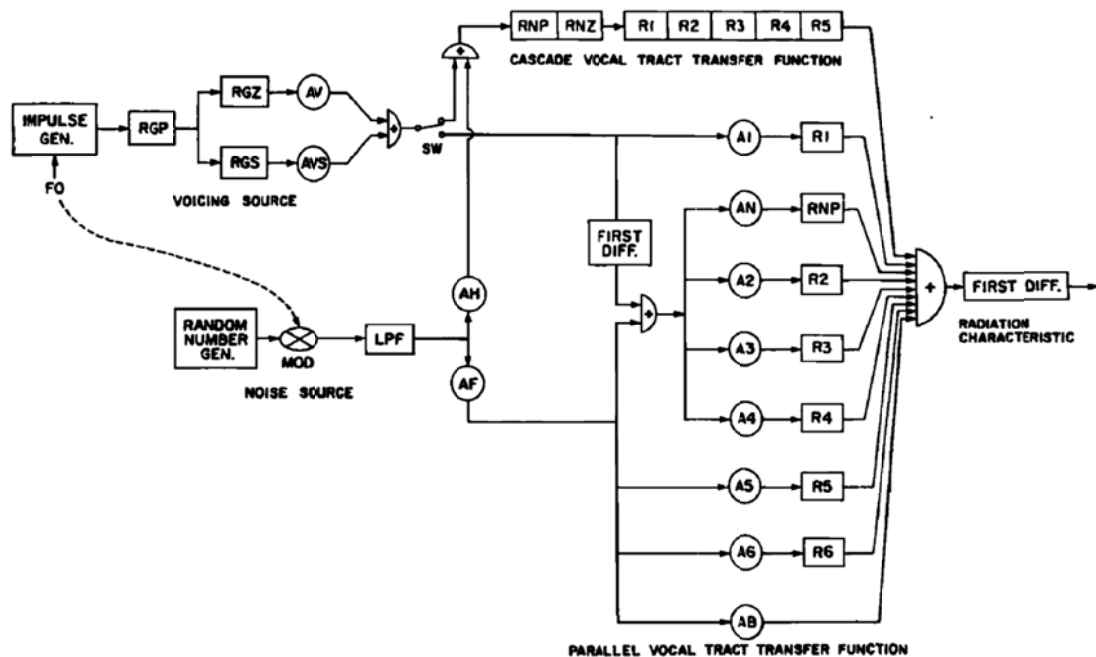 RNP RNZ R1 R2 R3 R4 R5
CASCADE VOCAL TRACT TRANSFER FUNCTION
IMPULSE
GEN.
RGP
RGZ
AV
RGS
AVS
+
+
SW
FO
VOICING SOURCE
A1 R1
AN RNP
FIRST
DIFF.
A2 R2
+
A3 R3
A4 R4
A5 R5
A6 R6
AB
+
FIRST DIFF.
RADIATION
CHARACTERISTIC
AH
RANDOM
NUMBER
GEN.
MOD
LPF
AF
NOISE SOURCE
PARALLEL VOCAL TRACT TRANSFER FUNCTION